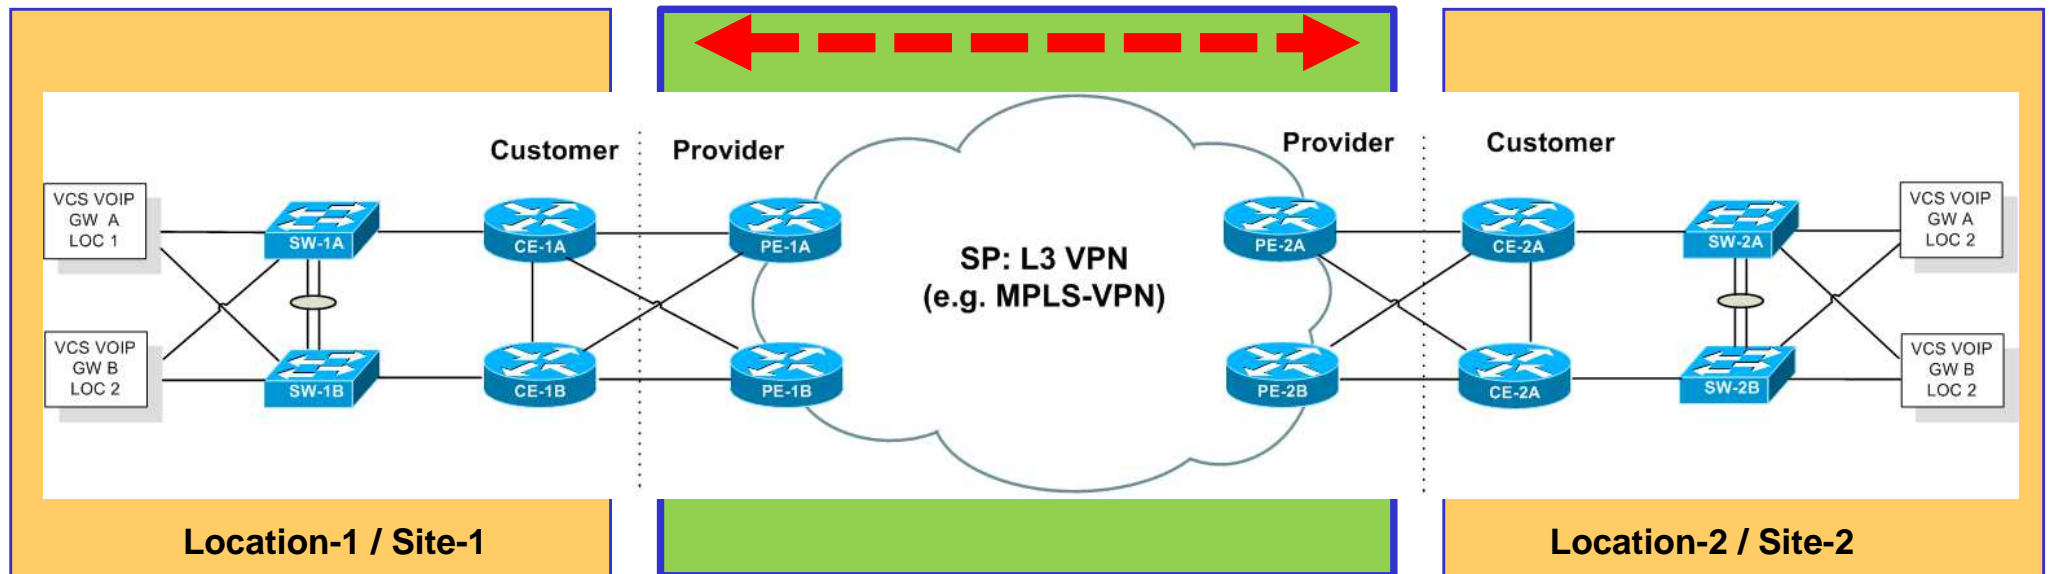 Customer
Provider
Provider
Customer
VCS VOIP
GW A
LOC 1
SW-1A
CE-1A
PE-1A
SP: L3 VPN
(e.g. MPLS-VPN)
PE-2A
CE-2A
SW-2A
VCS VOIP
GW A
LOC 2
VCS VOIP
GW B
LOC 2
SW-1B
CE-1B
PE-1B
PE-2B
CE-2A
SW-2B
VCS VOIP
GW B
LOC 2
Location-1 / Site-1
Location-2 / Site-2